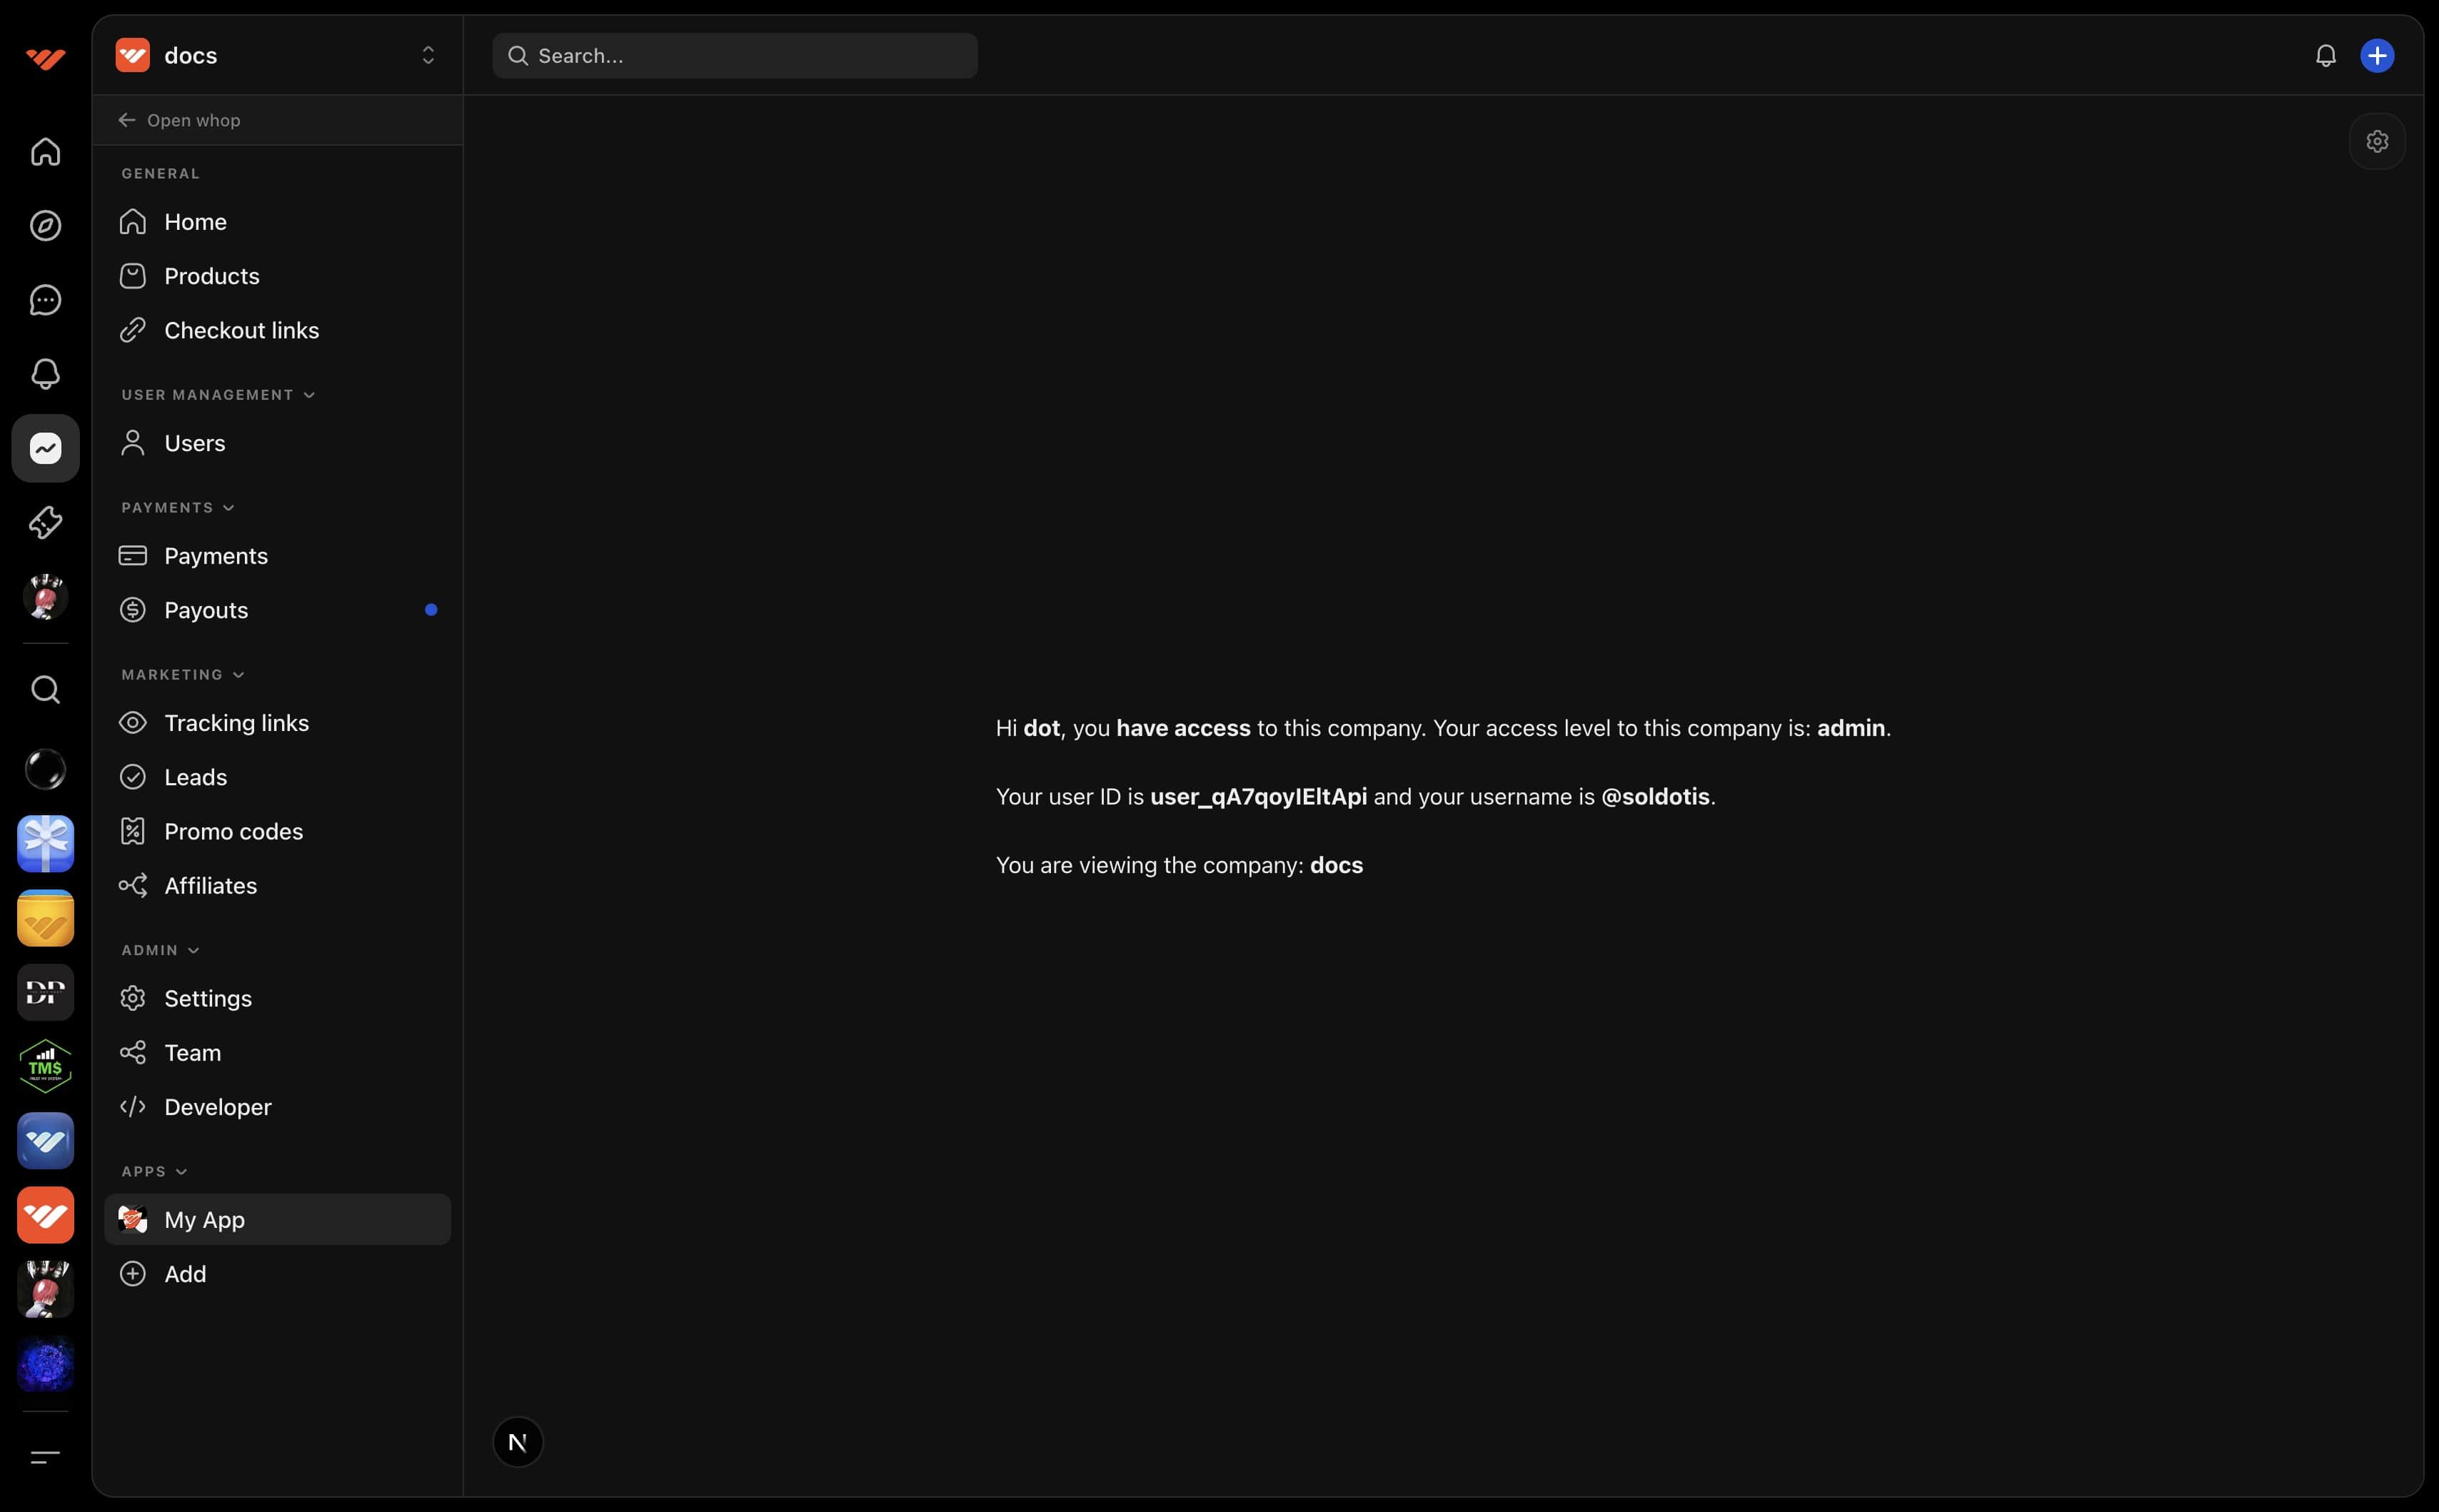 docs
Search...
Open whop
GENERAL
Home
Products
Checkout links
USER MANAGEMENT
Users
PAYMENTS
Payments
Payouts
MARKETING
Tracking links
Leads
Promo codes
Affiliates
ADMIN
Settings
Team
Developer
APPS
My App
Add
Hi dot, you have access to this company. Your access level to this company is: admin.
Your user ID is user_qA7qoyIEltApi and your username is @soldotis.
You are viewing the company: docs
DP
TM$
N